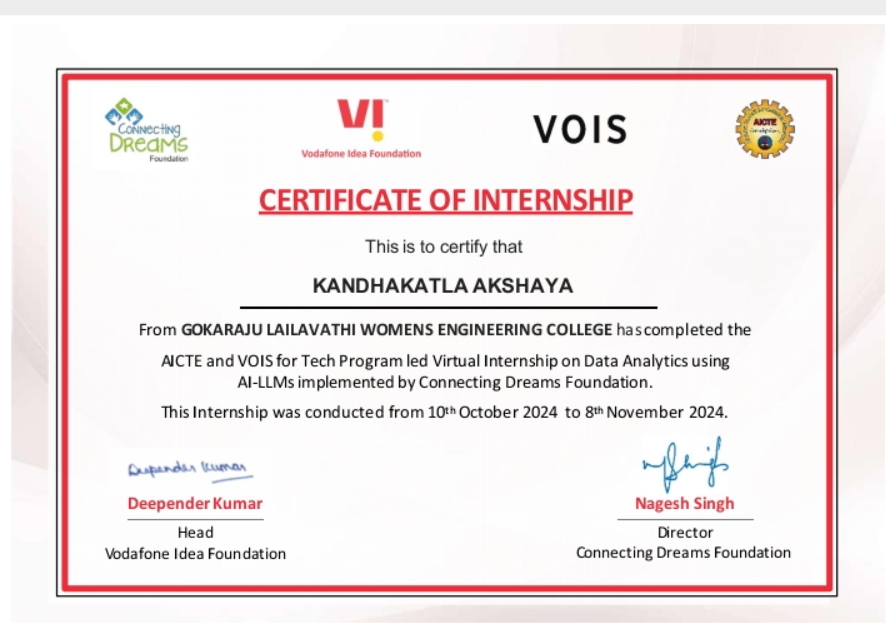 Connecting
DReamS
Foundation
VI
Vodafone Idea Foundation
VOIS
AICTE
CERTIFICATE OF INTERNSHIP
This is to certify that
KANDHAKATLA AKSHAYA
From GOKARAJU LAILAVATHI WOMENS ENGINEERING COLLEGE has completed the
AICTE and VOIS for Tech Program led Virtual Internship on Data Analytics using
AI-LLMs implemented by Connecting Dreams Foundation.
This Internship was conducted from 10th October 2024 to 8th November 2024.
Deepender Kumar
Deepender Kumar
Nagesh Singh
Head
Director
Vodafone Idea Foundation
Connecting Dreams Foundation